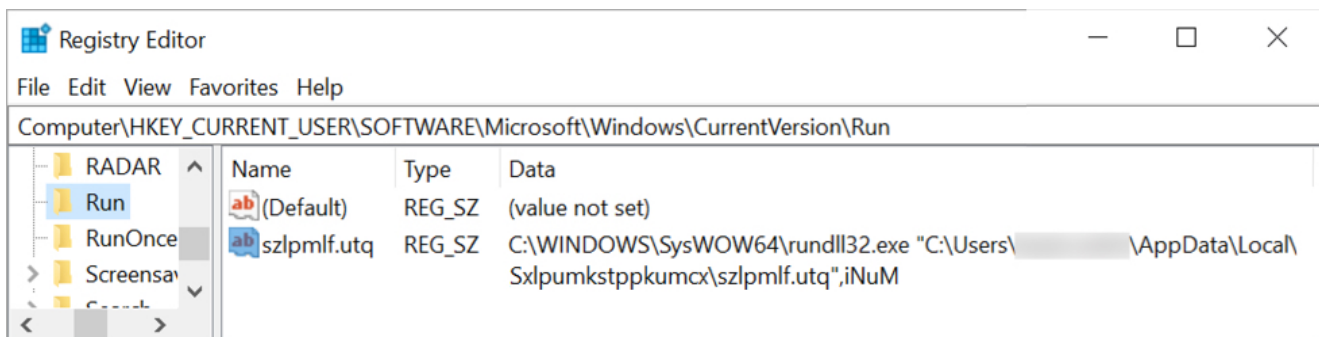 Registry Editor
File Edit View Favorites Help
Computer\HKEY_CURRENT_USER\SOFTWARE\Microsoft\Windows\CurrentVersion\Run
RADAR
Run
RunOnce
Screensav
Name Type Data
(Default) REG_SZ (value not set)
szlpmlf.utq REG_SZ C:\WINDOWS\SysWOW64\rundll32.exe "C:\Users\ \AppData\Local\
Sxlpumkstppkumcx\szlpmlf.utq",iNuM